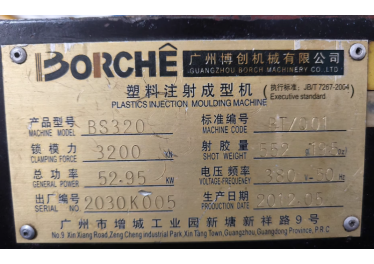 BORCHÊ 广州博创机械有限公司
GUANGZHOU BORCH MACHINERY CO LTD
塑料注射成型机 (执行标准: JB/T 7267-2004)
PLASTICS INJECTION MOULDING MACHINE Executive standard
产品型号 BS320 标准编号
MACHINE MODEL MACHINE CODE
锁模力 3200 KN 射胶量
CLAMPING FORCE SHOT WEIGHT
总功率 52.95 KW 电压频率
GENERAL POWER VOLTAGE-FREQUENCY
出厂编号 2030K005 生产日期
SERIAL NO. PRODUCTION DATE
广州市增城工业园新塘新祥路9号
No.9 Xin Xiang Road,Zeng Cheng industrial Park,Xin Tang Town,Guangzhou,Guangdong Province,P.R.C